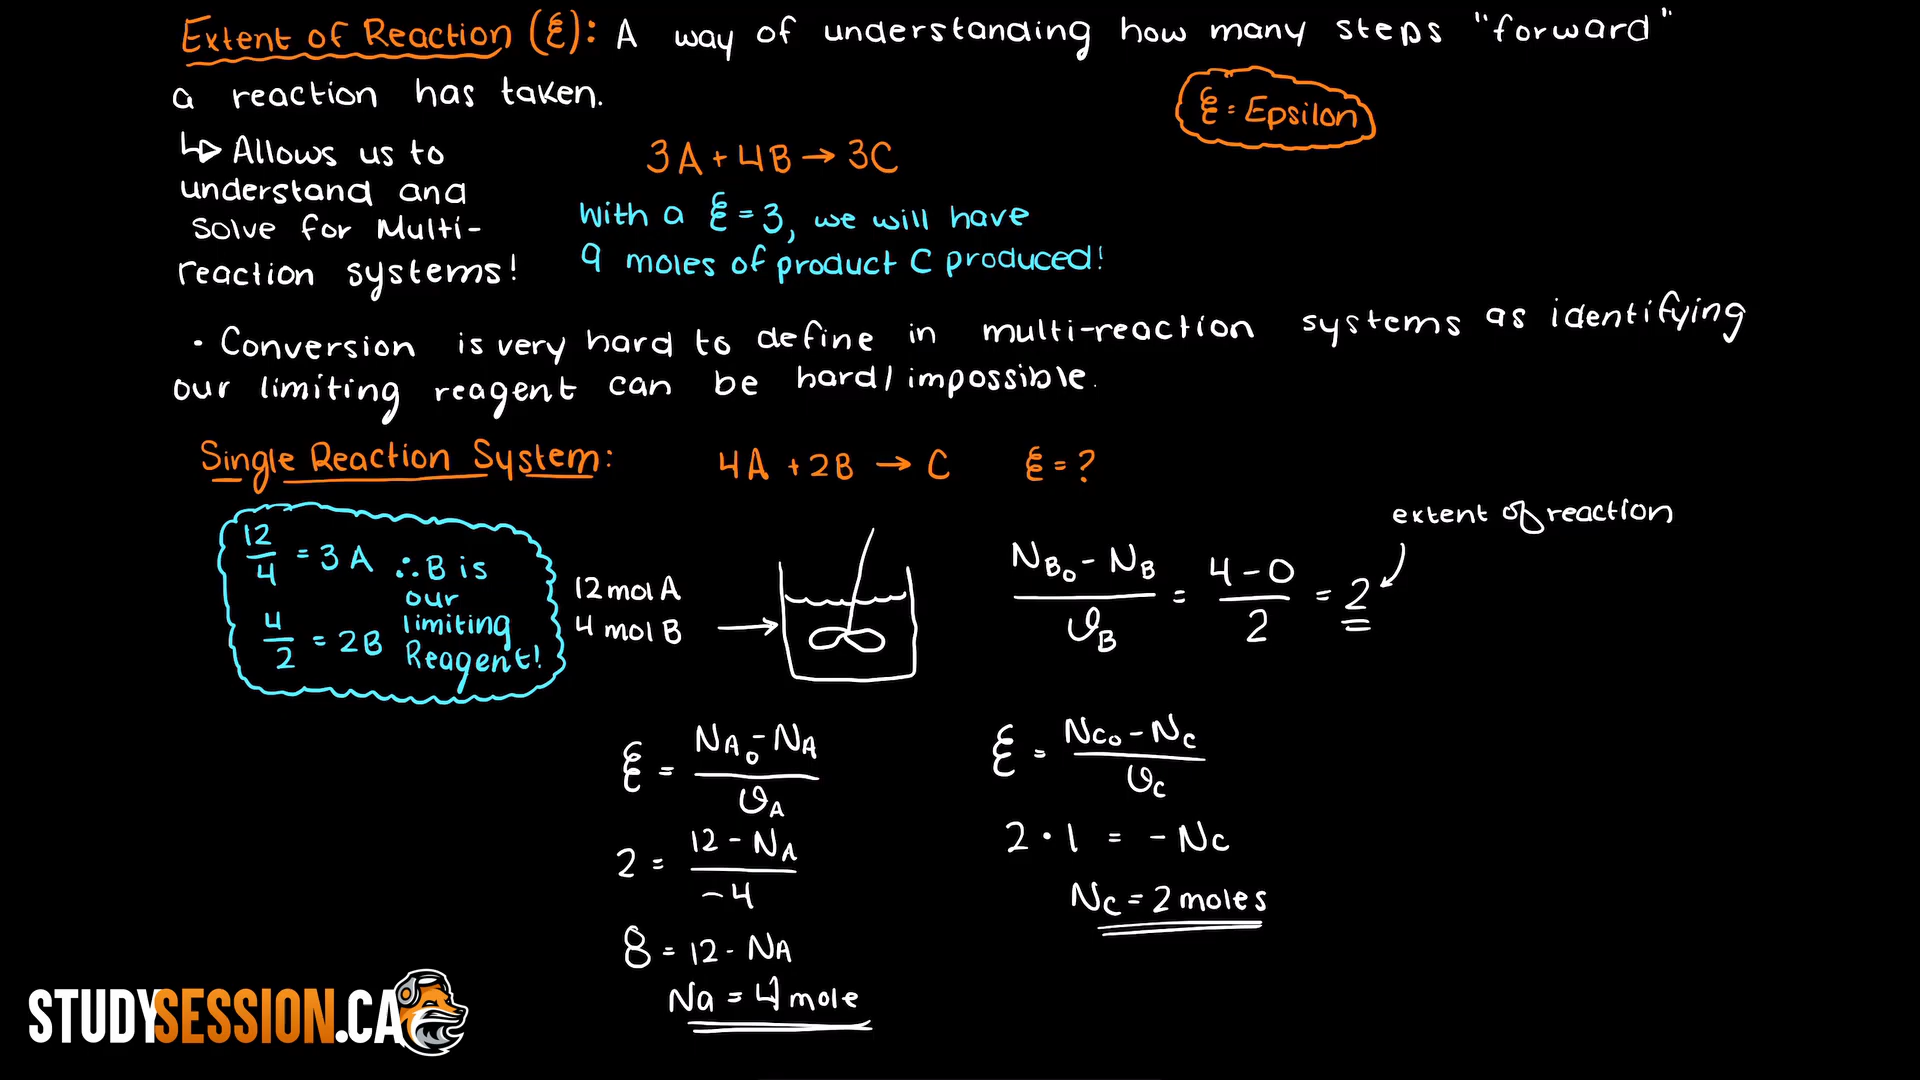 Extent of Reaction (ξ): A way of understanding how many steps "forward"
a reaction has taken.
ξ = Epsilon
↳ Allows us to
understand and
solve for Multi-
reaction systems!
3A + 4B → 3C
With a ξ = 3, we will have
9 moles of product C produced!
· Conversion is very hard to define in multi-reaction systems as identifying
our limiting reagent can be hard/impossible.
Single Reaction System: 4A + 2B → C ξ = ?
12/4 = 3A
4/2 = 2B
∴ B is
our
limiting
Reagent!
12 mol A
4 mol B
(N_B₀ - N_B)/ϑ_B = (4 - 0)/2 = 2
extent of reaction
ξ = (N_A₀ - N_A)/ϑ_A
2 = (12 - N_A)/-4
8 = 12 - N_A
Na = 4 mole
ξ = (N_C₀ - N_C)/ϑ_C
2 · 1 = - N_C
N_C = 2 moles
STUDYSESSION.CA